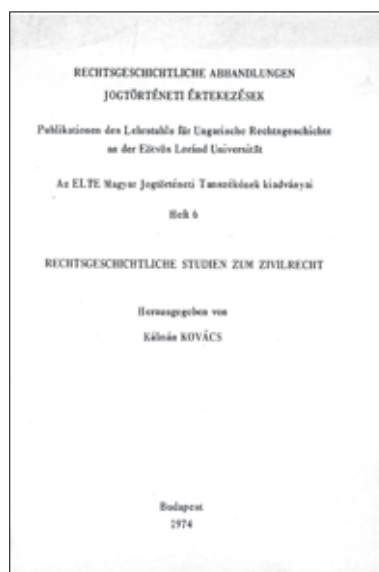 RECHTSGESCHICHTLICHE ABHANDLUNGEN
JOGTÖRTÉNETI ÉRTEKEZÉSEK
Publikationen des Lehrstuhls für Ungarische Rechtsgeschichte
an der Eötvös Loránd Universität
Az ELTE Magyar Jogtörténeti Tanszékének kiadványai
Heft 6
RECHTSGESCHICHTLICHE STUDIEN ZUM ZIVILRECHT
Herausgegeben von
Kálmán KOVÁCS
Budapest
1974